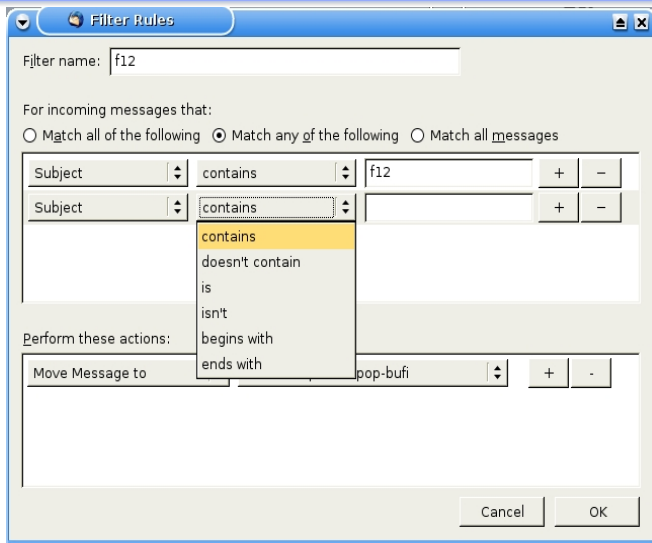 Filter Rules
Filter name: f12
For incoming messages that:
Match all of the following Match any of the following Match all messages
Subject contains f12 + −
Subject contains + −
contains
doesn't contain
is
isn't
begins with
ends with
Perform these actions:
Move Message to pop-bufi + -
Cancel OK